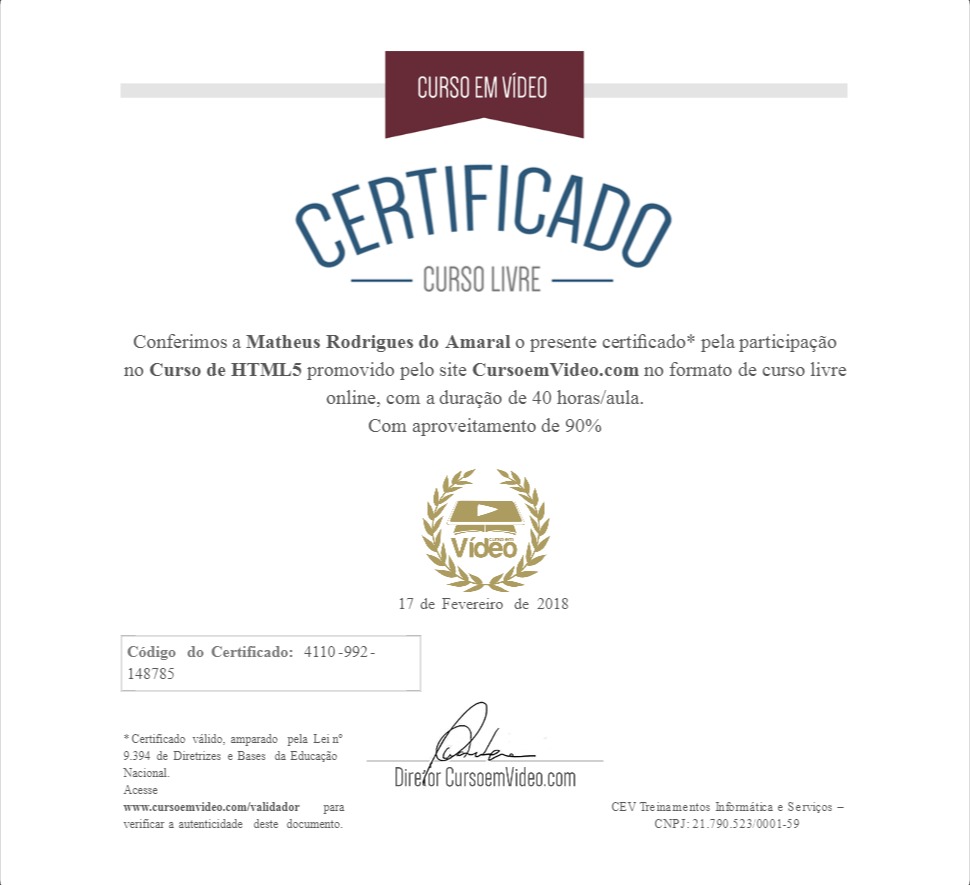 CURSO EM VÍDEO
CERTIFICADO
CURSO LIVRE
Conferimos a Matheus Rodrigues do Amaral o presente certificado* pela participação
no Curso de HTML5 promovido pelo site CursoemVideo.com no formato de curso livre
online, com a duração de 40 horas/aula.
Com aproveitamento de 90%
curso em
Vídeo
17 de Fevereiro de 2018
Código do Certificado: 4110-992-
148785
*Certificado válido, amparado pela Lei nº
9.394 de Diretrizes e Bases da Educação
Nacional.
Acesse
www.cursoemvideo.com/validador para
verificar a autenticidade deste documento.
Diretor CursoemVideo.com
CEV Treinamentos Informática e Serviços –
CNPJ: 21.790.523/0001-59